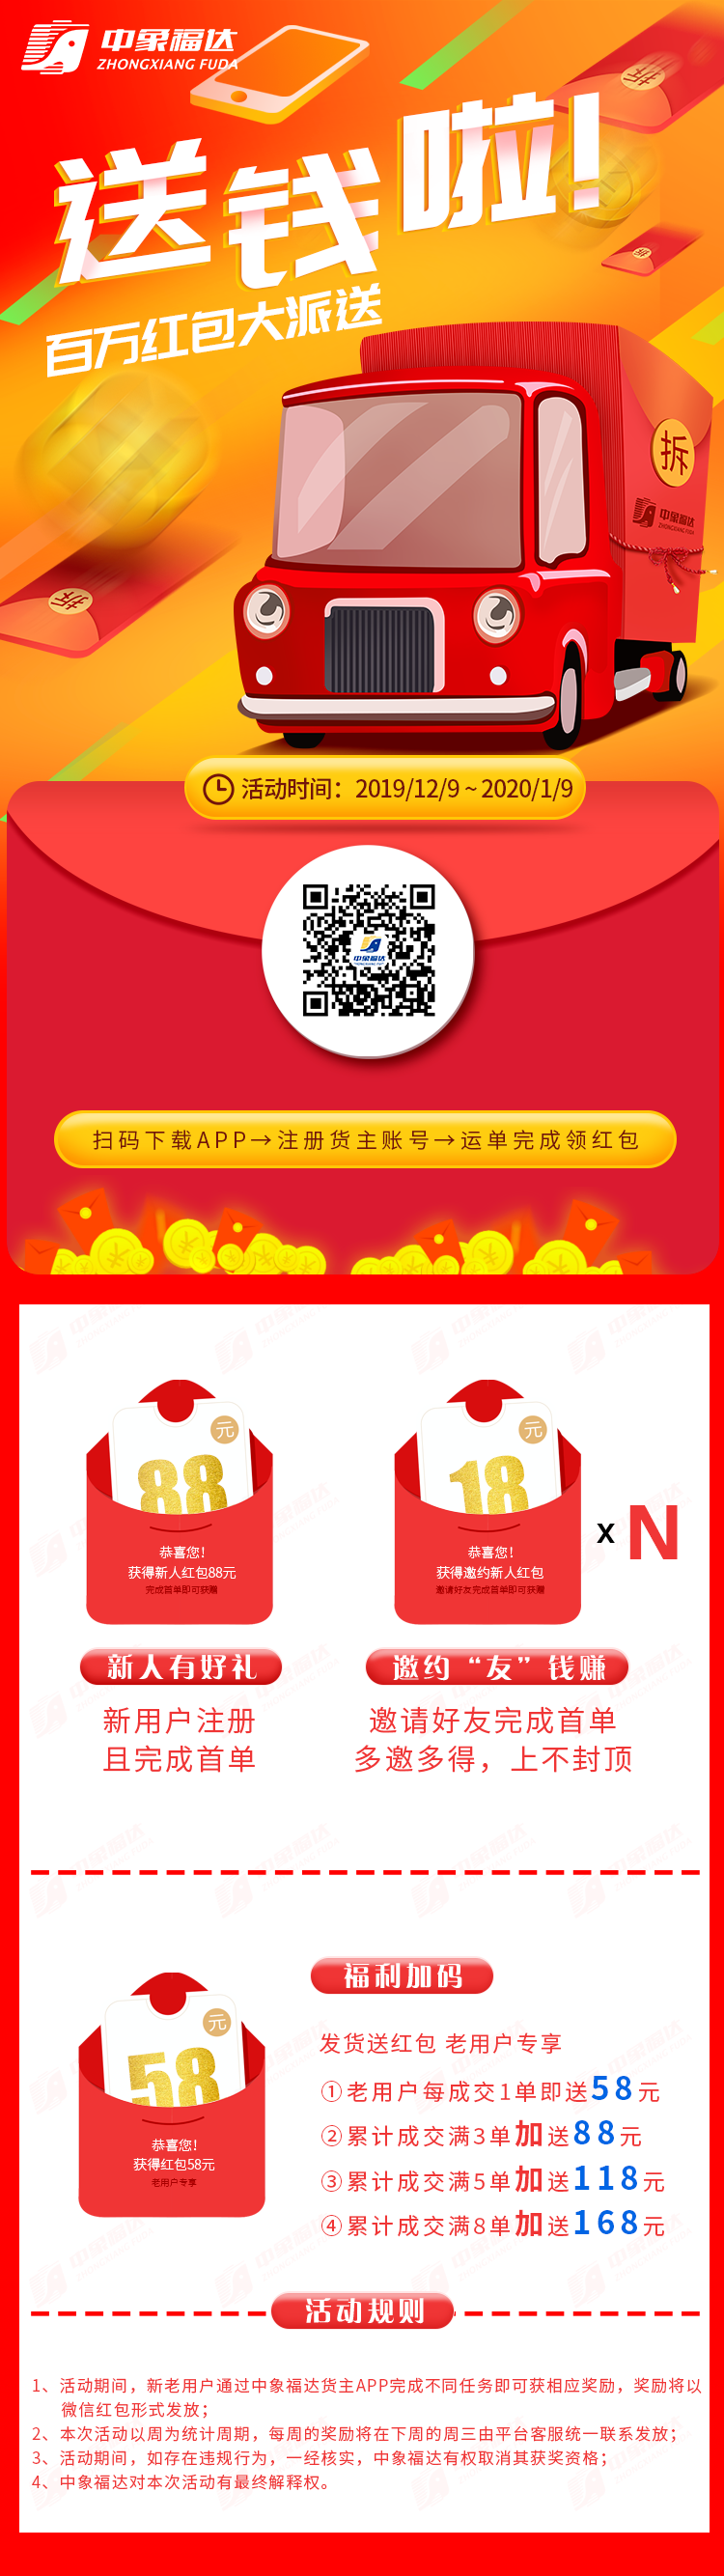 中象福达
ZHONGXIANG FUDA
送钱啦!
百万红包大派送
拆
中象福达
ZHONGXIANG FUDA
拆
活动时间：2019/12/9 ~ 2020/1/9
中象福达
扫码下载APP→注册货主账号→运单完成领红包
元
88
恭喜您！
获得新人红包88元
完成首单即可获赠
元
18
恭喜您！
获得邀约新人红包
邀请好友完成首单即可获赠
x N
新人有好礼
邀约“友”钱赚
新用户注册
且完成首单
邀请好友完成首单
多邀多得，上不封顶
福利加码
元
58
恭喜您！
获得红包58元
老用户专享
发货送红包 老用户专享
①老用户每成交1单即送58元
②累计成交满3单加送88元
③累计成交满5单加送118元
④累计成交满8单加送168元
活动规则
1、活动期间，新老用户通过中象福达货主APP完成不同任务即可获相应奖励，奖励将以
微信红包形式发放；
2、本次活动以周为统计周期，每周的奖励将在下周的周三由平台客服统一联系发放；
3、活动期间，如存在违规行为，一经核实，中象福达有权取消其获奖资格；
4、中象福达对本次活动有最终解释权。